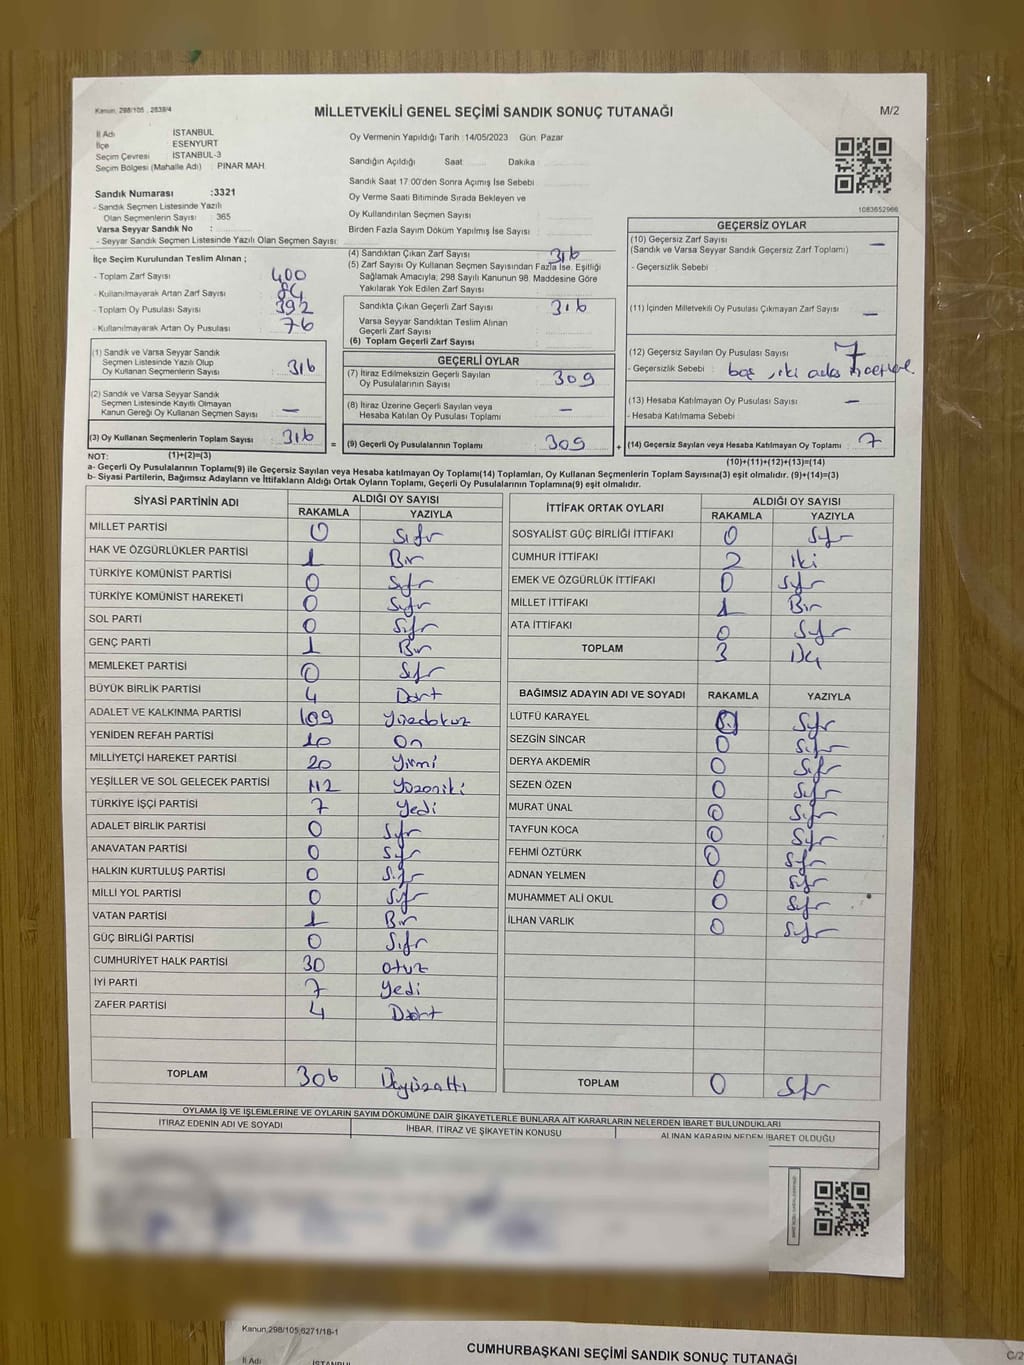 Kanun, 298/105 , 2839/4
MİLLETVEKİLİ GENEL SEÇİMİ SANDIK SONUÇ TUTANAĞI
M/2
İl Adı İSTANBUL
İlçe ESENYURT
Seçim Çevresi İSTANBUL-3
Seçim Bölgesi (Mahalle Adı) : PINAR MAH.
Oy Vermenin Yapıldığı Tarih :14/05/2023 Gün: Pazar
Sandığın Açıldığı Saat Dakika
Sandık Saat 17:00'den Sonra Açılmış İse Sebebi
Oy Verme Saati Bitiminde Sırada Bekleyen ve
Oy Kullandırılan Seçmen Sayısı
Birden Fazla Sayım Döküm Yapılmış İse Sayısı :
1083652966
Sandık Numarası :3321
- Sandık Seçmen Listesinde Yazılı
Olan Seçmenlerin Sayısı : 365
Varsa Seyyar Sandık No :
- Seyyar Sandık Seçmen Listesinde Yazılı Olan Seçmen Sayısı:
İlçe Seçim Kurulundan Teslim Alınan ;
- Toplam Zarf Sayısı : 400
- Kullanılmayarak Artan Zarf Sayısı : 84
- Toplam Oy Pusulası Sayısı : 392
- Kullanılmayarak Artan Oy Pusulası : 76
(1) Sandık ve Varsa Seyyar Sandık
Seçmen Listesinde Yazılı Olup
Oy Kullanan Seçmenlerin Sayısı : 316
(2) Sandık ve Varsa Seyyar Sandık
Seçmen Listesinde Kayıtlı Olmayan
Kanun Gereği Oy Kullanan Seçmen Sayısı : —
(3) Oy Kullanan Seçmenlerin Toplam Sayısı : 316
(4) Sandıktan Çıkan Zarf Sayısı : 316
(5) Zarf Sayısı Oy Kullanan Seçmen Sayısından Fazla İse, Eşitliği
Sağlamak Amacıyla; 298 Sayılı Kanunun 98. Maddesine Göre
Yakılarak Yok Edilen Zarf Sayısı :
Sandıkta Çıkan Geçerli Zarf Sayısı : 316
Varsa Seyyar Sandıktan Teslim Alınan
Geçerli Zarf Sayısı :
(6) Toplam Geçerli Zarf Sayısı :
GEÇERLİ OYLAR
(7) İtiraz Edilmeksizin Geçerli Sayılan
Oy Pusulalarının Sayısı : 309
(8) İtiraz Üzerine Geçerli Sayılan veya
Hesaba Katılan Oy Pusulası Toplamı : —
= (9) Geçerli Oy Pusulalarının Toplamı : 309
GEÇERSİZ OYLAR
(10) Geçersiz Zarf Sayısı : —
(Sandık ve Varsa Seyyar Sandık Geçersiz Zarf Toplamı)
- Geçersizlik Sebebi :
(11) İçinden Milletvekili Oy Pusulası Çıkmayan Zarf Sayısı : —
(12) Geçersiz Sayılan Oy Pusulası Sayısı : 7
- Geçersizlik Sebebi : boş, iki
(13) Hesaba Katılmayan Oy Pusulası Sayısı : —
- Hesaba Katılmama Sebebi :
+ (14) Geçersiz Sayılan veya Hesaba Katılmayan Oy Toplamı : 7
NOT: (1)+(2)=(3)
(10)+(11)+(12)+(13)=(14)
a- Geçerli Oy Pusulalarının Toplamı(9) ile Geçersiz Sayılan veya Hesaba katılmayan Oy Toplamı(14) Toplamları, Oy Kullanan Seçmenlerin Toplam Sayısına(3) eşit olmalıdır. (9)+(14)=(3)
b- Siyasi Partilerin, Bağımsız Adayların ve İttifakların Aldığı Ortak Oyların Toplamı, Geçerli Oy Pusulalarının Toplamına(9) eşit olmalıdır.
SİYASİ PARTİNİN ADI ALDIĞI OY SAYISI
RAKAMLA YAZIYLA
MİLLET PARTİSİ 0 Sıfır
HAK VE ÖZGÜRLÜKLER PARTİSİ 1 Bir
TÜRKİYE KOMÜNİST PARTİSİ 0 Sıfır
TÜRKİYE KOMÜNİST HAREKETİ 0 Sıfır
SOL PARTİ 0 Sıfır
GENÇ PARTİ 1 Bir
MEMLEKET PARTİSİ 0 Sıfır
BÜYÜK BİRLİK PARTİSİ 4 Dört
ADALET VE KALKINMA PARTİSİ 109 Yüzdokuz
YENİDEN REFAH PARTİSİ 10 On
MİLLİYETÇİ HAREKET PARTİSİ 20 Yirmi
YEŞİLLER VE SOL GELECEK PARTİSİ 112 Yüzoniki
TÜRKİYE İŞÇİ PARTİSİ 7 Yedi
ADALET BİRLİK PARTİSİ 0 Sıfır
ANAVATAN PARTİSİ 0 Sıfır
HALKIN KURTULUŞ PARTİSİ 0 Sıfır
MİLLİ YOL PARTİSİ 0 Sıfır
VATAN PARTİSİ 1 Bir
GÜÇ BİRLİĞİ PARTİSİ 0 Sıfır
CUMHURİYET HALK PARTİSİ 30 otuz
İYİ PARTİ 7 Yedi
ZAFER PARTİSİ 4 Dört
TOPLAM 306 Üçyüzaltı
İTTİFAK ORTAK OYLARI ALDIĞI OY SAYISI
RAKAMLA YAZIYLA
SOSYALİST GÜÇ BİRLİĞİ İTTİFAKI 0 Sıfır
CUMHUR İTTİFAKI 2 iki
EMEK VE ÖZGÜRLÜK İTTİFAKI 0 Sıfır
MİLLET İTTİFAKI 1 Bir
ATA İTTİFAKI 0 Sıfır
TOPLAM 3 Üç
BAĞIMSIZ ADAYIN ADI VE SOYADI RAKAMLA YAZIYLA
LÜTFÜ KARAYEL Sıfır
SEZGİN SİNCAR 0 Sıfır
DERYA AKDEMİR 0 Sıfır
SEZEN ÖZEN 0 Sıfır
MURAT ÜNAL 0 Sıfır
TAYFUN KOCA 0 Sıfır
FEHMİ ÖZTÜRK 0 Sıfır
ADNAN YELMEN 0 Sıfır
MUHAMMET ALİ OKUL 0 Sıfır
İLHAN VARLIK 0 Sıfır
TOPLAM 0 Sıfır
OYLAMA İŞ VE İŞLEMLERİNE VE OYLARIN SAYIM DÖKÜMÜNE DAİR ŞİKAYETLERLE BUNLARA AİT KARARLARIN NELERDEN İBARET BULUNDUKLARI
İTİRAZ EDENİN ADI VE SOYADI İHBAR, İTİRAZ VE ŞİKAYETİN KONUSU ALINAN KARARIN NEDEN İBARET OLDUĞU
Kanun,298/105,6271/18-1
CUMHURBAŞKANI SEÇİMİ SANDIK SONUÇ TUTANAĞI
C/2
İl Adı İSTANBUL